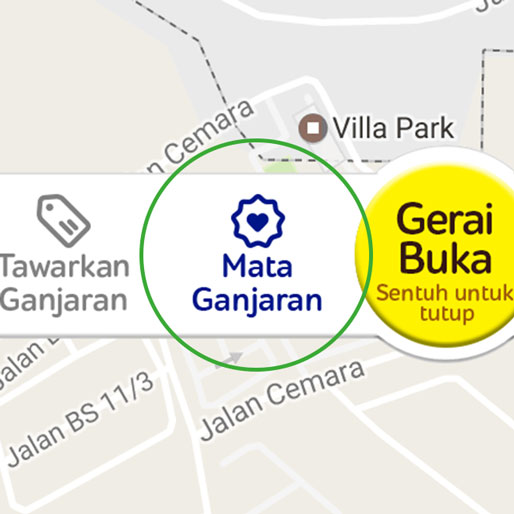 Villa Park
Jalan Cemara
Tawarkan
Ganjaran
Mata
Ganjaran
Gerai
Buka
Sentuh untuk
tutup
Jalan BS 11/3
Jalan Cemara